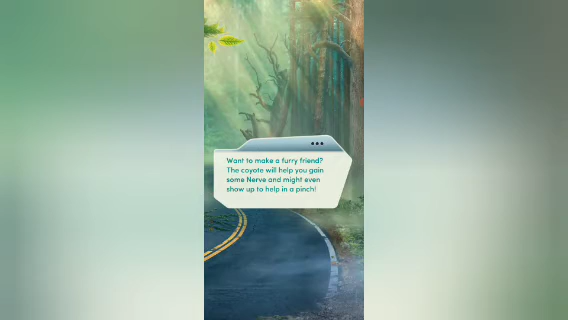 Want to make a furry friend?
The coyote will help you gain
some Nerve and might even
show up to help in a pinch!